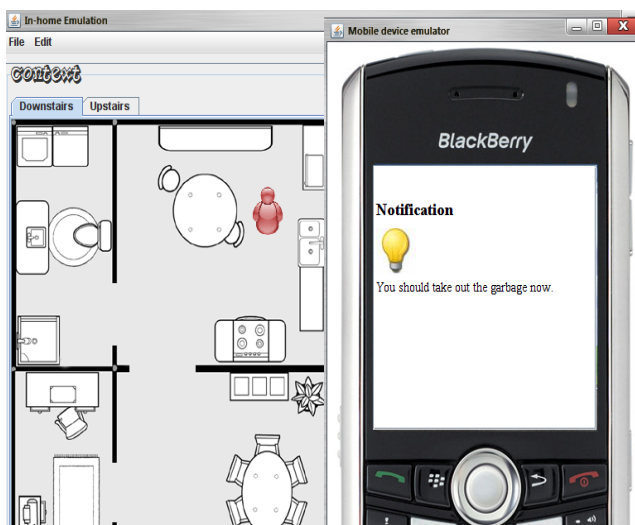 In-home Emulation
File Edit
context
Downstairs Upstairs
Mobile device emulator
BlackBerry
Notification
You should take out the garbage now.